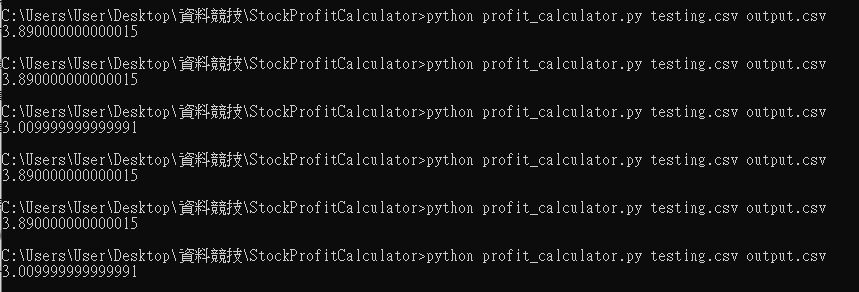 C:\Users\User\Desktop\資料競技\StockProfitCalculator>python profit_calculator.py testing.csv output.csv
3.890000000000015
C:\Users\User\Desktop\資料競技\StockProfitCalculator>python profit_calculator.py testing.csv output.csv
3.890000000000015
C:\Users\User\Desktop\資料競技\StockProfitCalculator>python profit_calculator.py testing.csv output.csv
3.009999999999991
C:\Users\User\Desktop\資料競技\StockProfitCalculator>python profit_calculator.py testing.csv output.csv
3.890000000000015
C:\Users\User\Desktop\資料競技\StockProfitCalculator>python profit_calculator.py testing.csv output.csv
3.890000000000015
C:\Users\User\Desktop\資料競技\StockProfitCalculator>python profit_calculator.py testing.csv output.csv
3.009999999999991